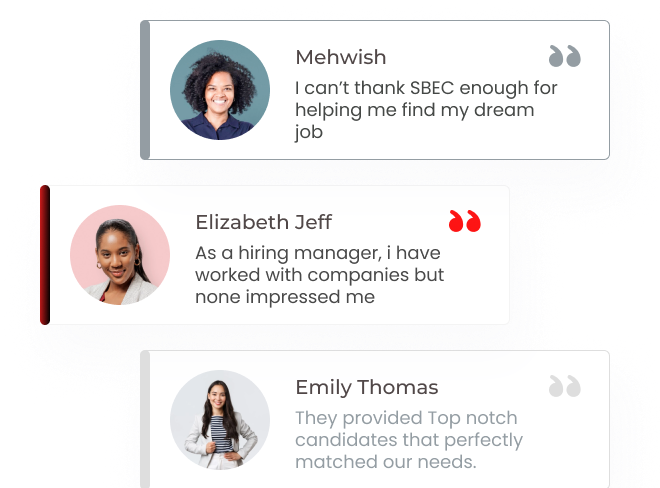 Mehwish
I can’t thank SBEC enough for
helping me find my dream
job
Elizabeth Jeff
As a hiring manager, i have
worked with companies but
none impressed me
Emily Thomas
They provided Top notch
candidates that perfectly
matched our needs.